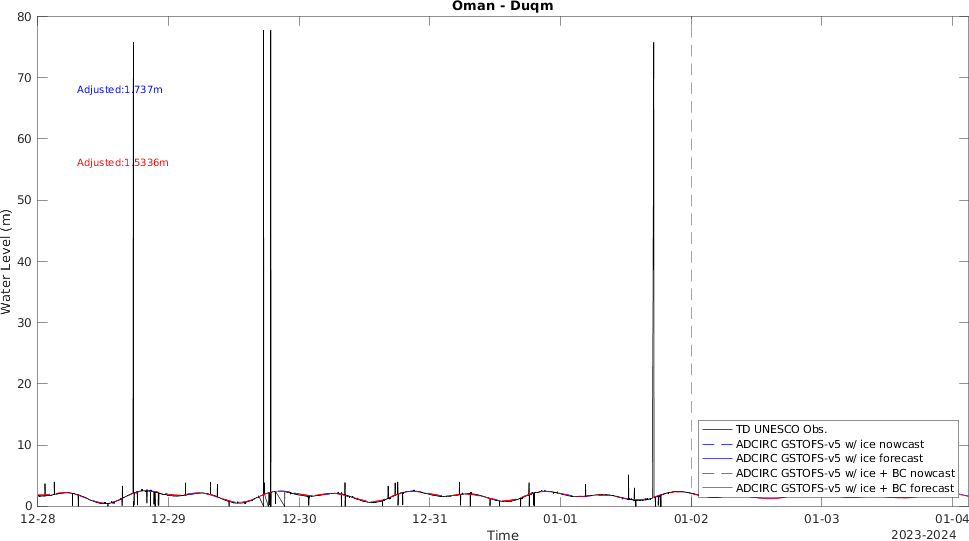 Oman - Duqm
80
70
60
50
40
30
20
10
0
Water Level (m)
Adjusted:1.737m
Adjusted:1.5336m
TD UNESCO Obs.
ADCIRC GSTOFS-v5 w/ ice nowcast
ADCIRC GSTOFS-v5 w/ ice forecast
ADCIRC GSTOFS-v5 w/ ice + BC nowcast
ADCIRC GSTOFS-v5 w/ ice + BC forecast
12-28 12-29 12-30 12-31 01-01 01-02 01-03 01-04
Time
2023-2024